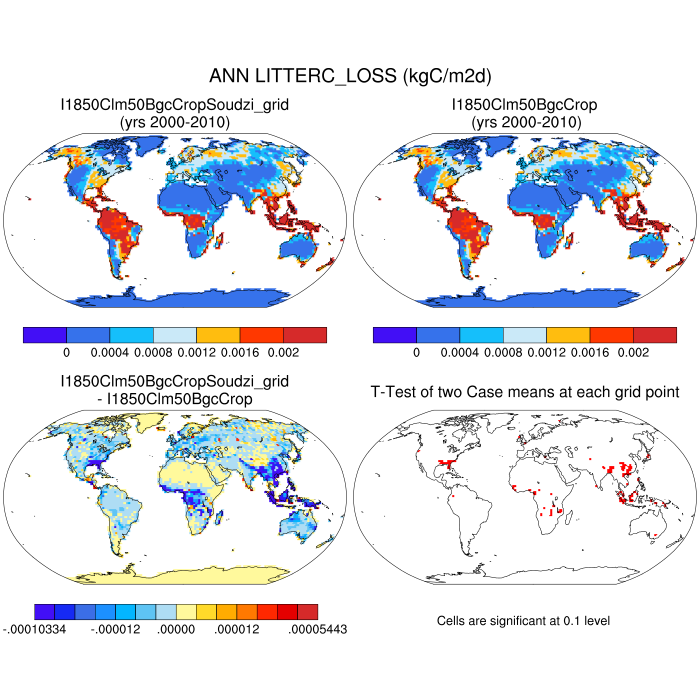 ANN LITTERC_LOSS (kgC/m2d)
I1850Clm50BgcCropSoudzi_grid
(yrs 2000-2010)
I1850Clm50BgcCrop
(yrs 2000-2010)
0 0.0004 0.0008 0.0012 0.0016 0.002
0 0.0004 0.0008 0.0012 0.0016 0.002
I1850Clm50BgcCropSoudzi_grid
- I1850Clm50BgcCrop
T-Test of two Case means at each grid point
-.00010334 -.000012 .00000 .000012 .00005443
Cells are significant at 0.1 level